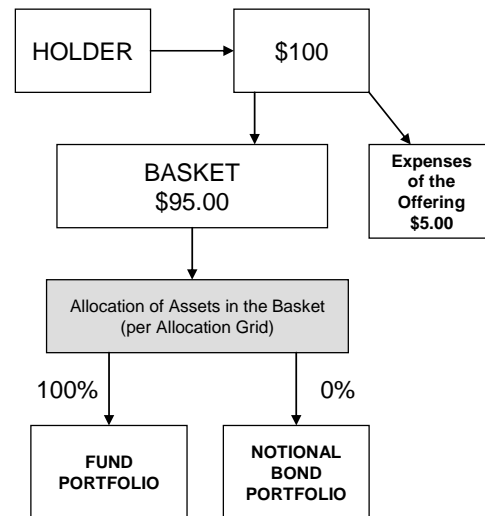 HOLDER
$100
BASKET
$95.00
Expenses
of the
Offering
$5.00
Allocation of Assets in the Basket
(per Allocation Grid)
100%
0%
FUND
PORTFOLIO
NOTIONAL
BOND
PORTFOLIO